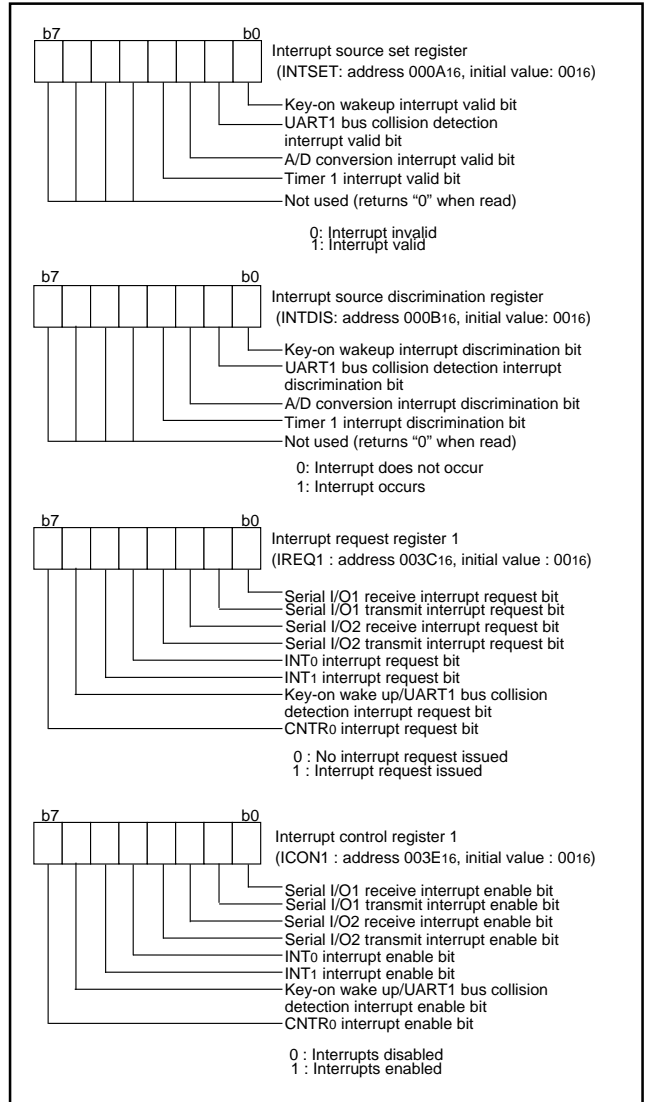 b7 b0
Interrupt source set register
(INTSET: address 000A16, initial value: 0016)
Key-on wakeup interrupt valid bit
UART1 bus collision detection
interrupt valid bit
A/D conversion interrupt valid bit
Timer 1 interrupt valid bit
Not used (returns “0” when read)
0: Interrupt invalid
1: Interrupt valid
b7 b0
Interrupt source discrimination register
(INTDIS: address 000B16, initial value: 0016)
Key-on wakeup interrupt discrimination bit
UART1 bus collision detection interrupt
discrimination bit
A/D conversion interrupt discrimination bit
Timer 1 interrupt discrimination bit
Not used (returns “0” when read)
0: Interrupt does not occur
1: Interrupt occurs
b7 b0
Interrupt request register 1
(IREQ1 : address 003C16, initial value : 0016)
Serial I/O1 receive interrupt request bit
Serial I/O1 transmit interrupt request bit
Serial I/O2 receive interrupt request bit
Serial I/O2 transmit interrupt request bit
INT0 interrupt request bit
INT1 interrupt request bit
Key-on wake up/UART1 bus collision
detection interrupt request bit
CNTR0 interrupt request bit
0 : No interrupt request issued
1 : Interrupt request issued
b7 b0
Interrupt control register 1
(ICON1 : address 003E16, initial value : 0016)
Serial I/O1 receive interrupt enable bit
Serial I/O1 transmit interrupt enable bit
Serial I/O2 receive interrupt enable bit
Serial I/O2 transmit interrupt enable bit
INT0 interrupt enable bit
INT1 interrupt enable bit
Key-on wake up/UART1 bus collision
detection interrupt enable bit
CNTR0 interrupt enable bit
0 : Interrupts disabled
1 : Interrupts enabled